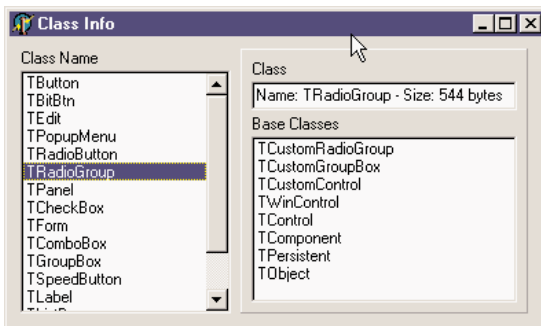 Class Info
Class Name
TButton
TBitBtn
TEdit
TPopupMenu
TRadioButton
TRadioGroup
TPanel
TCheckBox
TForm
TComboBox
TGroupBox
TSpeedButton
TLabel
Class
Name: TRadioGroup - Size: 544 bytes
Base Classes
TCustomRadioGroup
TCustomGroupBox
TCustomControl
TWinControl
TControl
TComponent
TPersistent
TObject